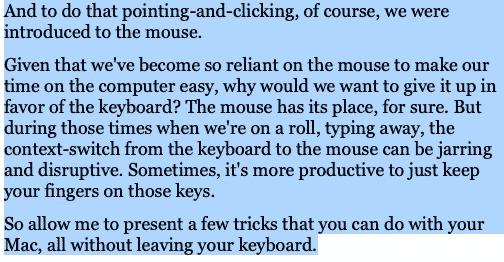 And to do that pointing-and-clicking, of course, we were
introduced to the mouse.
Given that we've become so reliant on the mouse to make our
time on the computer easy, why would we want to give it up in
favor of the keyboard? The mouse has its place, for sure. But
during those times when we're on a roll, typing away, the
context-switch from the keyboard to the mouse can be jarring
and disruptive. Sometimes, it's more productive to just keep
your fingers on those keys.
So allow me to present a few tricks that you can do with your
Mac, all without leaving your keyboard.